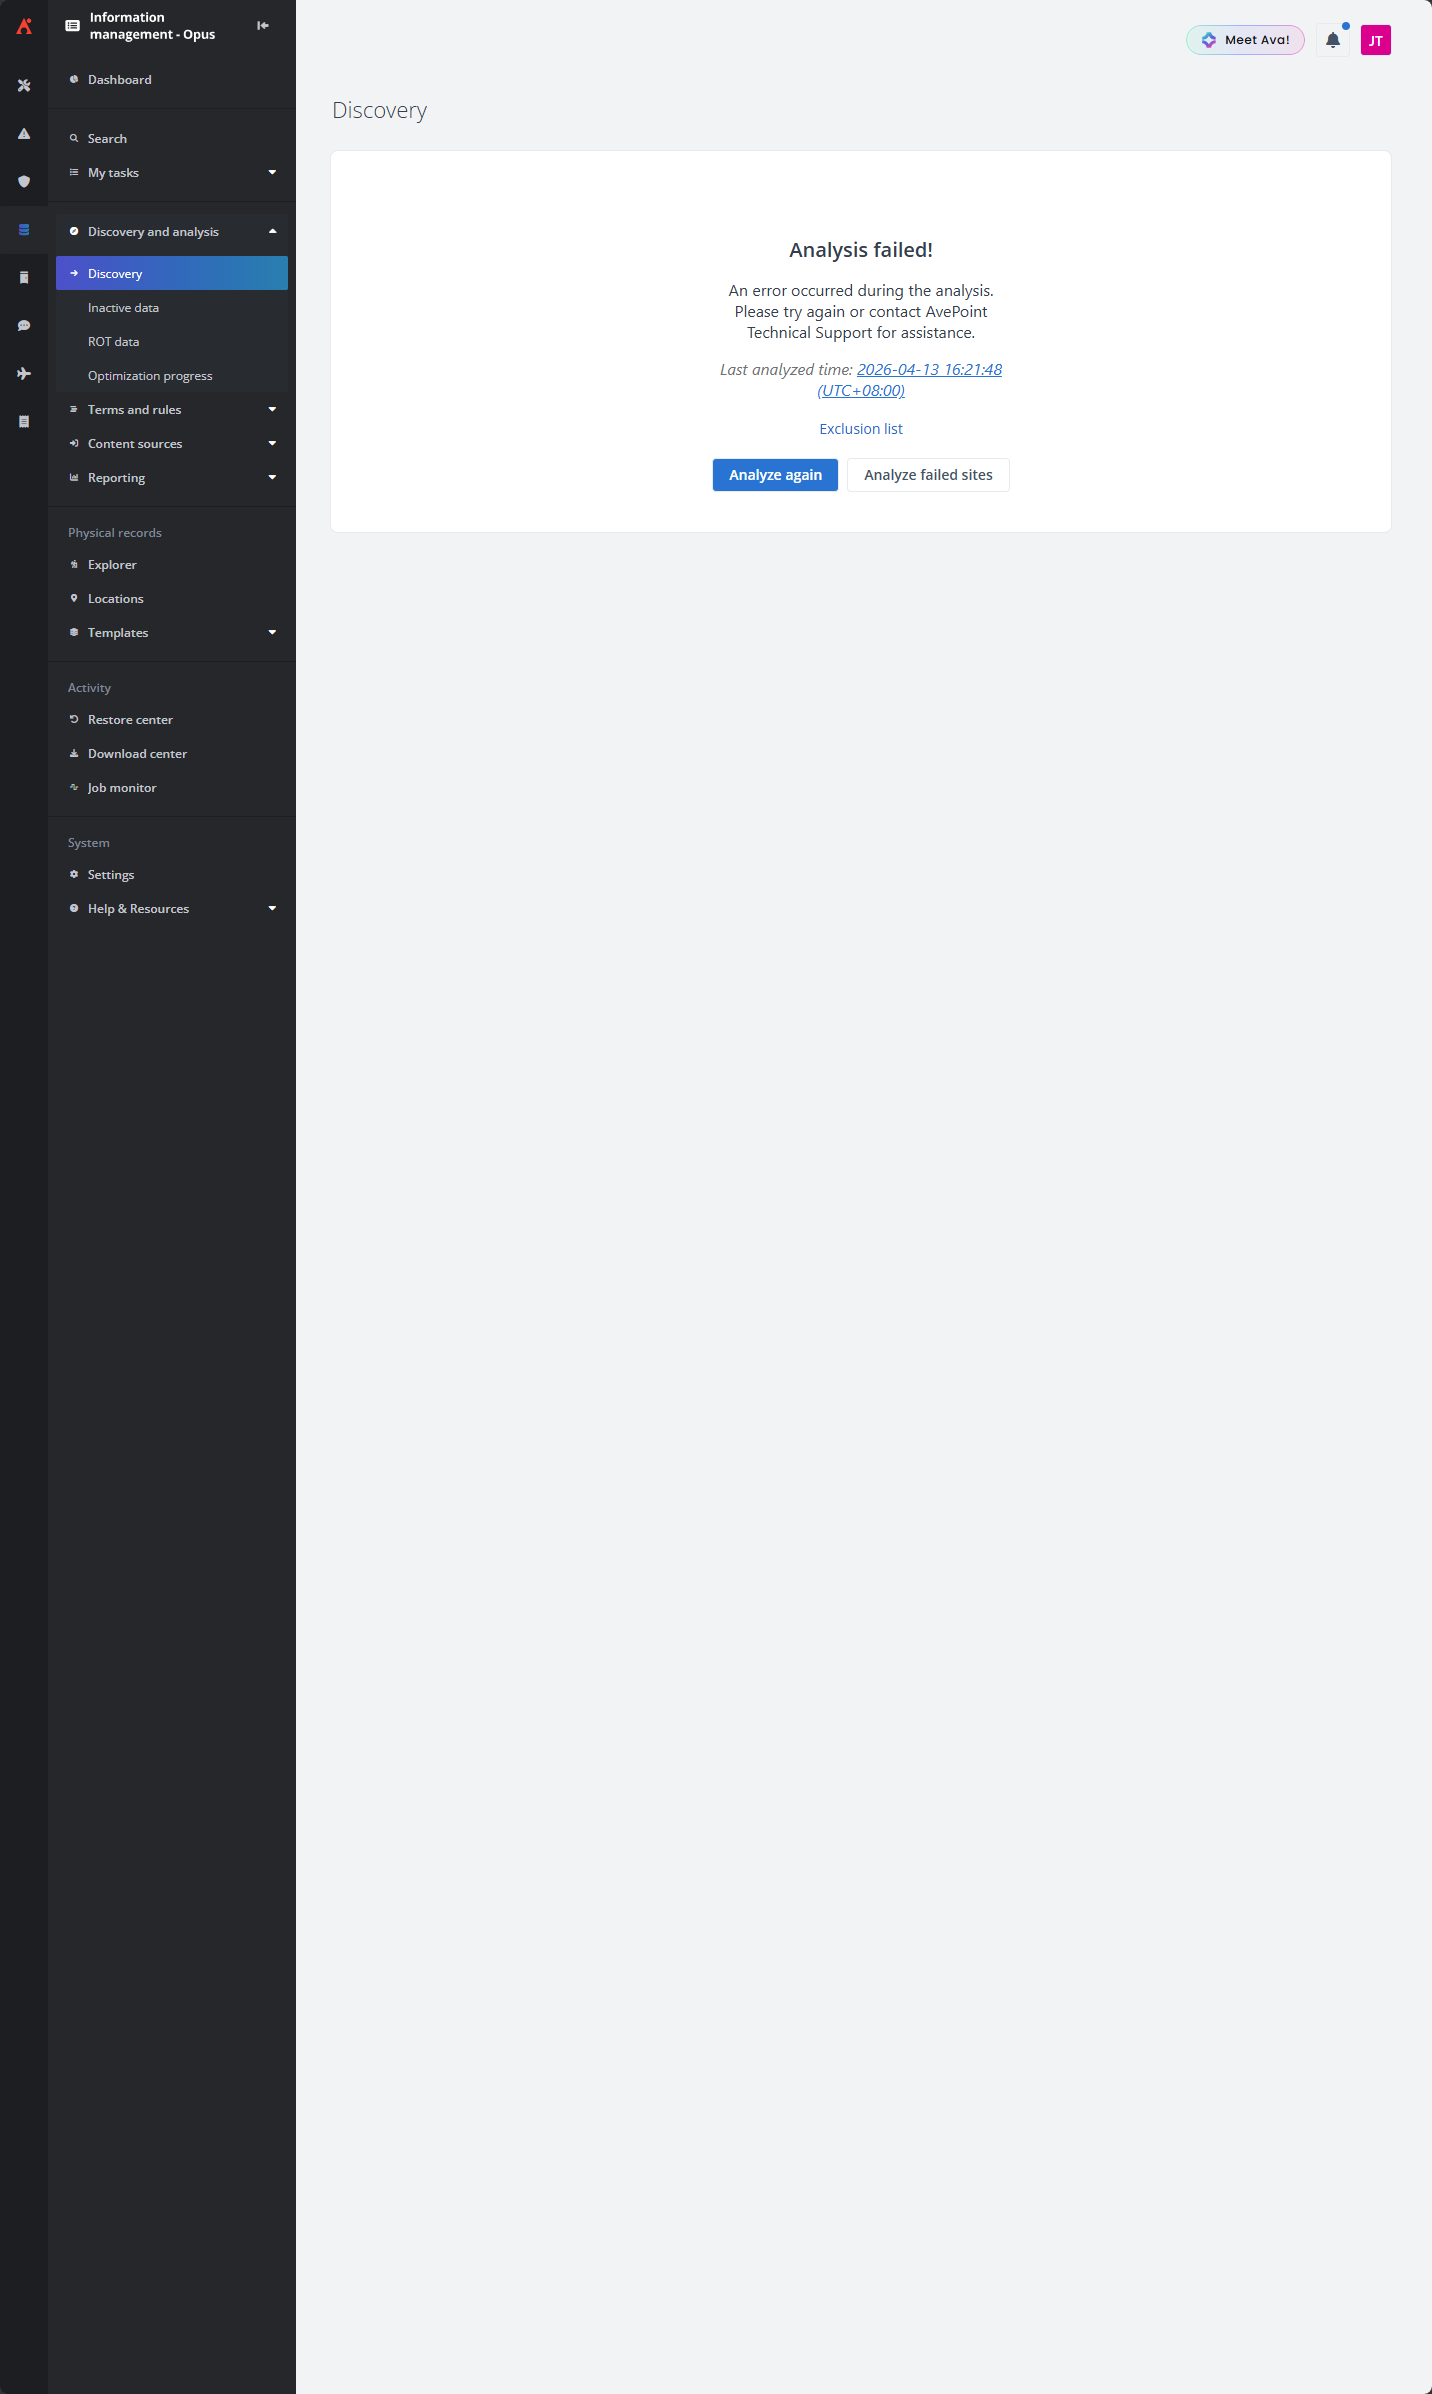 Information
management - Opus
Dashboard
Search
My tasks
Discovery and analysis
Discovery
Inactive data
ROT data
Optimization progress
Terms and rules
Content sources
Reporting
Physical records
Explorer
Locations
Templates
Activity
Restore center
Download center
Job monitor
System
Settings
Help & Resources
Meet Ava!
JT
Discovery
Analysis failed!
An error occurred during the analysis.
Please try again or contact AvePoint
Technical Support for assistance.
Last analyzed time: 2026-04-13 16:21:48
(UTC+08:00)
Exclusion list
Analyze again
Analyze failed sites